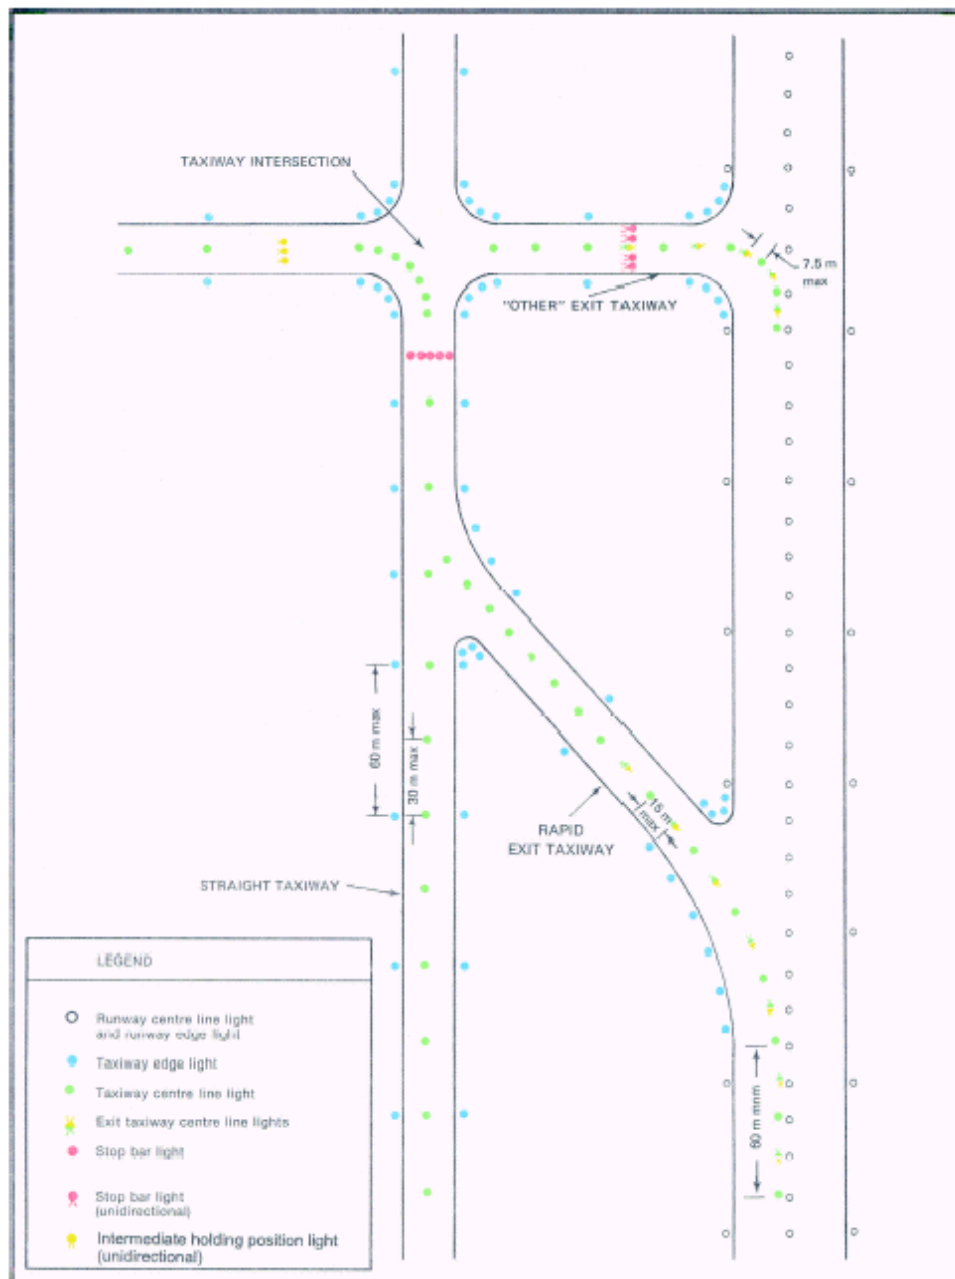 TAXIWAY INTERSECTION
7.5 m
max
"OTHER" EXIT TAXIWAY
60 m max
30 m max
15 m
max
RAPID
EXIT TAXIWAY
STRAIGHT TAXIWAY
60 m mnm
LEGEND
Runway centre line light
and runway edge light
Taxiway edge light
Taxiway centre line light
Exit taxiway centre line lights
Stop bar light
Stop bar light
(unidirectional)
Intermediate holding position light
(unidirectional)